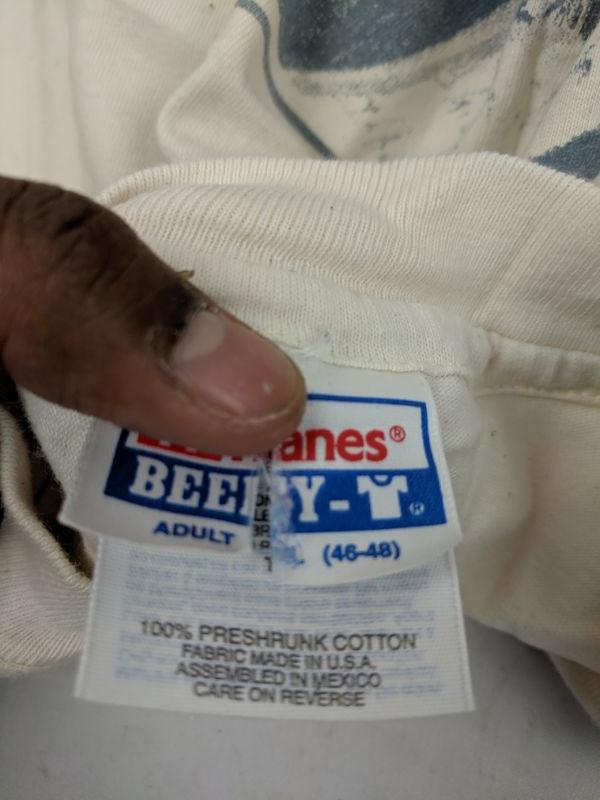 anes®
BEE Y-
®
ADULT
(46-48)
100% PRESHRUNK COTTON
FABRIC MADE IN U.S.A.
ASSEMBLED IN MEXICO
CARE ON REVERSE